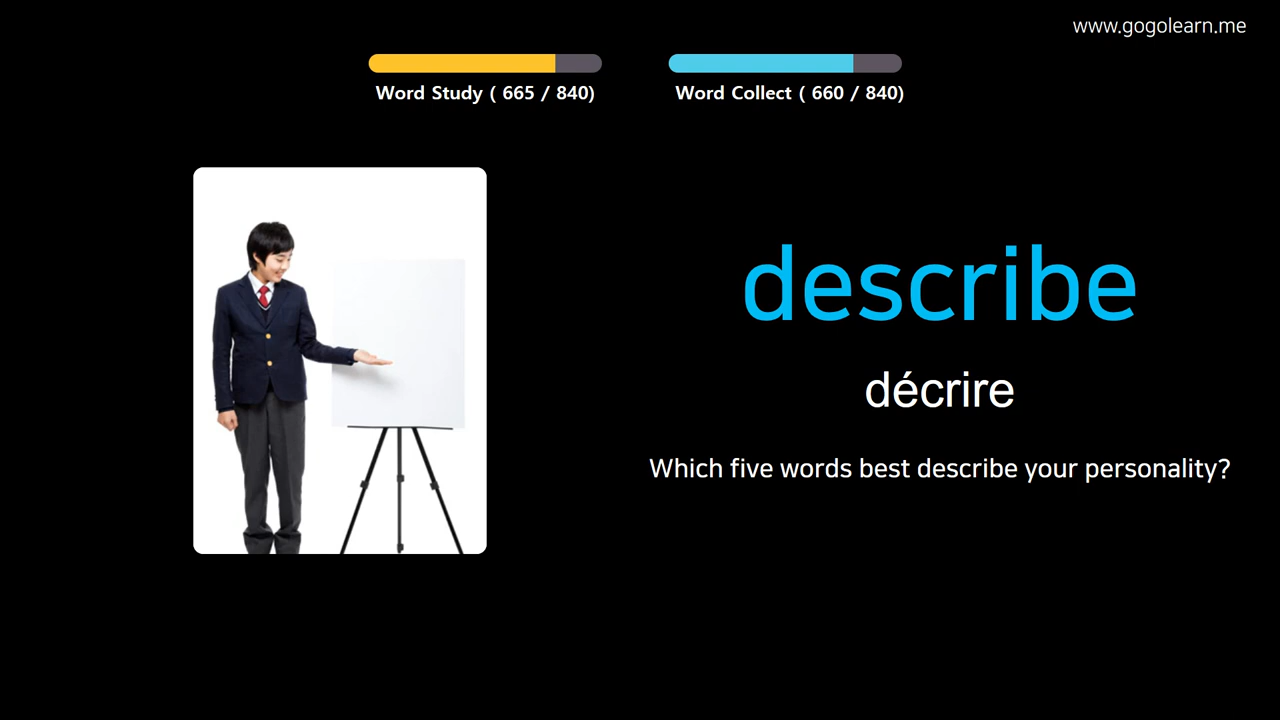 www.gogolearn.me
Word Study ( 665 / 840)
Word Collect ( 660 / 840)
describe
décrire
Which five words best describe your personality?